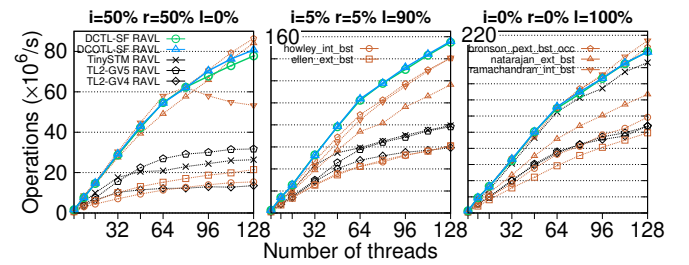 i=50% r=50% l=0%
i=5% r=5% l=90%
i=0% r=0% l=100%
Operations (×10⁶/s)
100
80
60
40
20
0
DCTL-SF RAVL
DCOTL-SF RAVL
TinySTM RAVL
TL2-GV5 RAVL
TL2-GV4 RAVL
32 64 96 128
160
howley_int_bst
ellen_ext_bst
32 64 96 128
220
bronson_pext_bst_occ
natarajan_ext_bst
ramachandran_int_bst
32 64 96 128
Number of threads